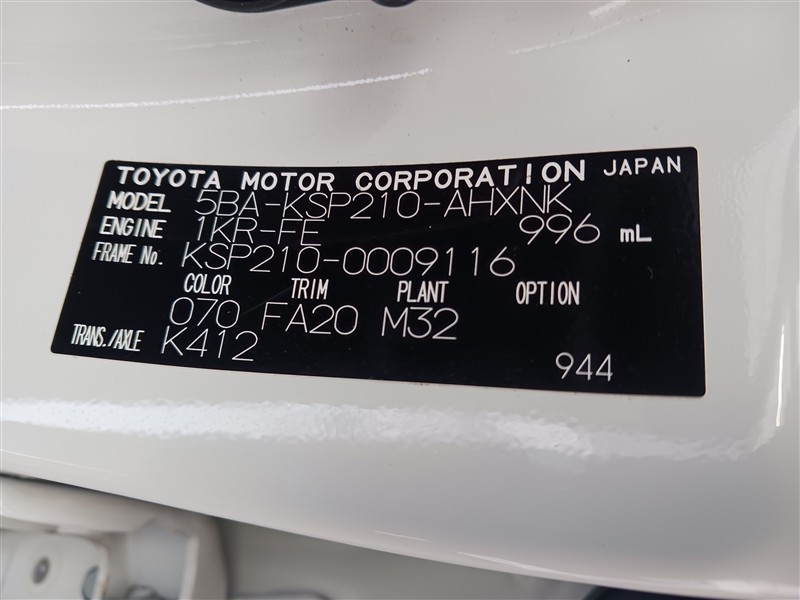 TOYOTA MOTOR CORPORATION JAPAN
MODEL 5BA-KSP210-AHXNK
ENGINE 1KR-FE 996 mL
FRAME No. KSP210-0009116
COLOR TRIM PLANT OPTION
070 FA20 M32
TRANS./AXLE K412
944